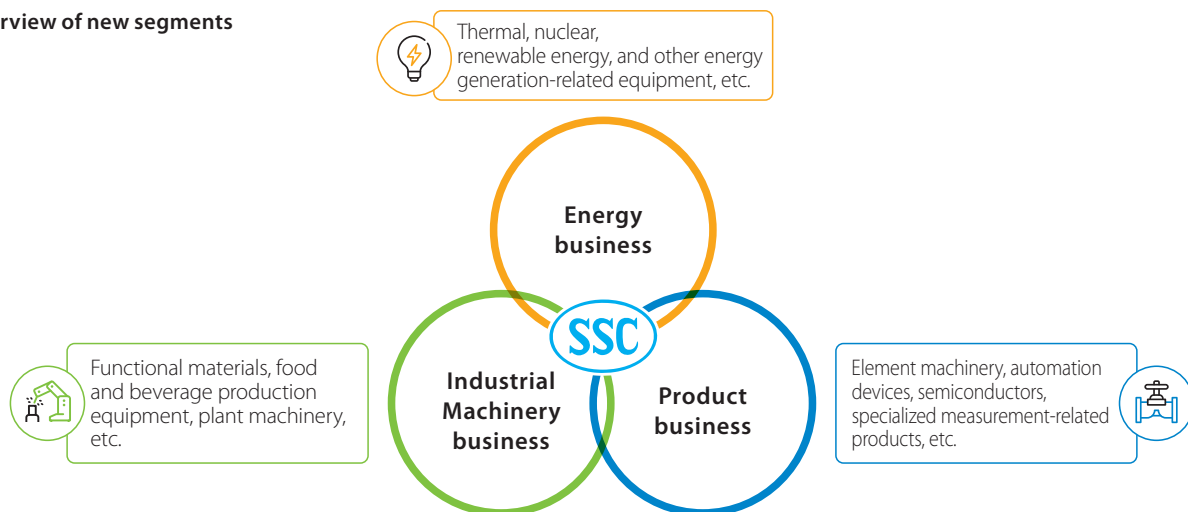 rview of new segments
Thermal, nuclear,
renewable energy, and other energy
generation-related equipment, etc.
Energy
business
SSC
Functional materials, food
and beverage production
equipment, plant machinery,
etc.
Industrial
Machinery
business
Product
business
Element machinery, automation
devices, semiconductors,
specialized measurement-related
products, etc.